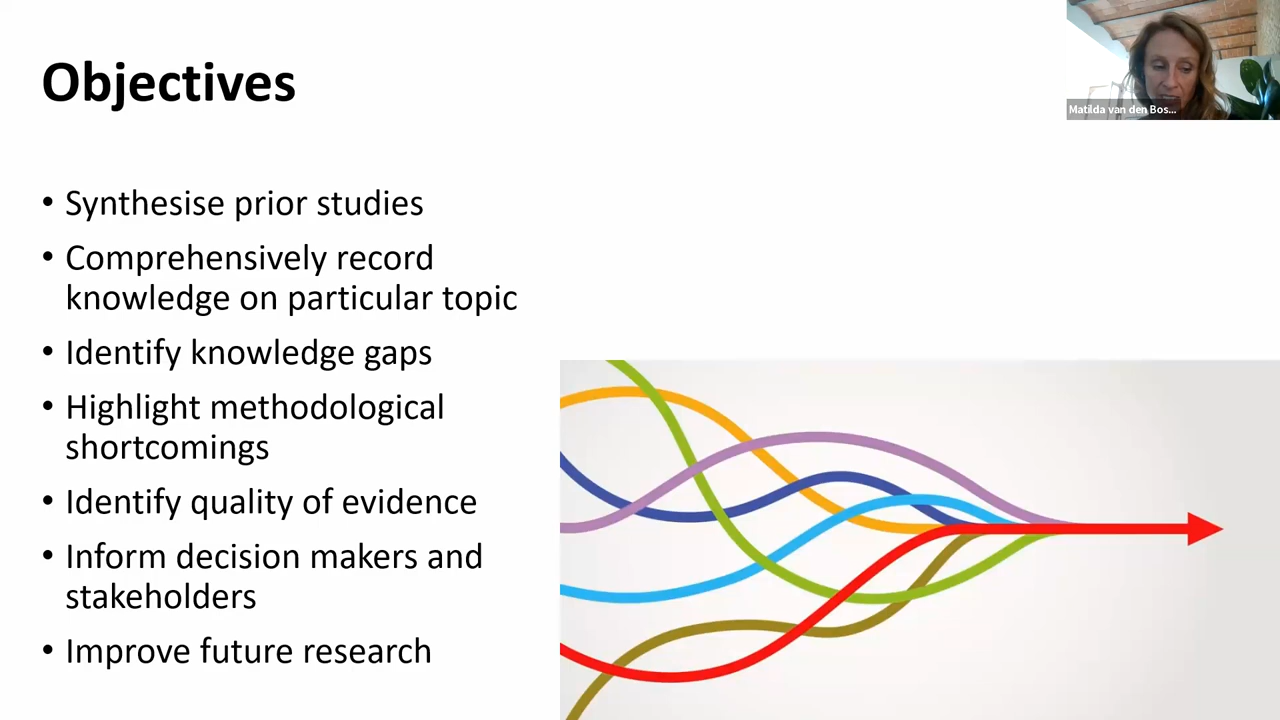 Objectives
Matilda van den Bos...
• Synthesise prior studies
• Comprehensively record
knowledge on particular topic
• Identify knowledge gaps
• Highlight methodological
shortcomings
• Identify quality of evidence
• Inform decision makers and
stakeholders
• Improve future research